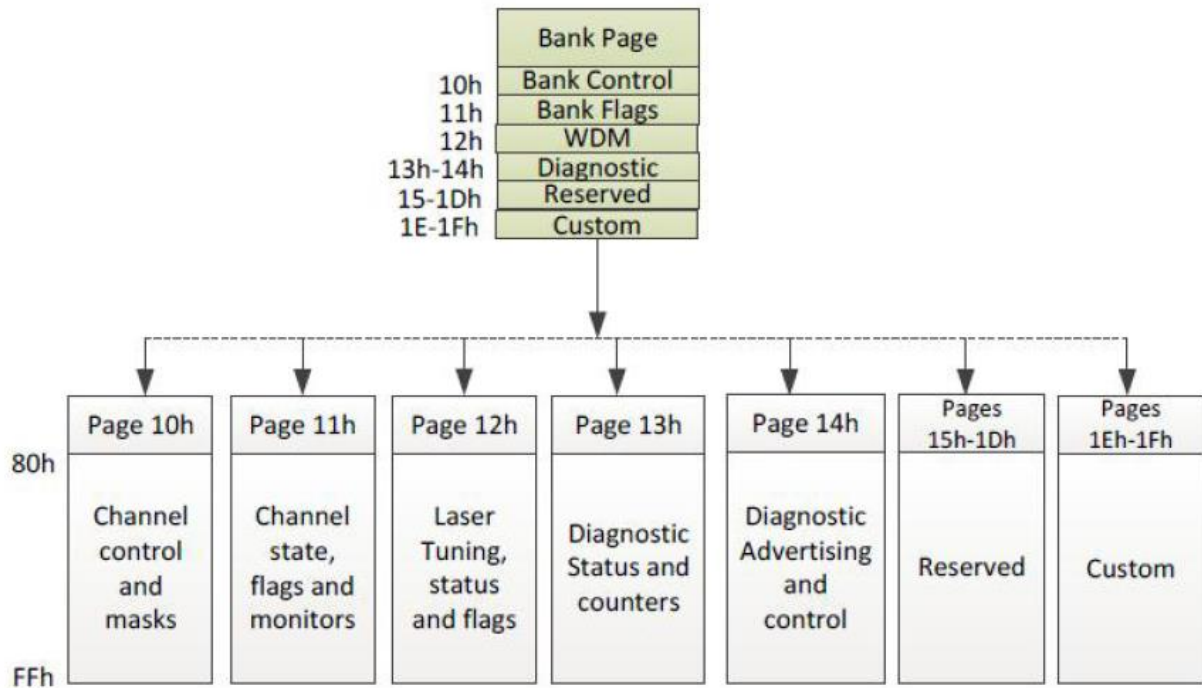 Bank Page
10h Bank Control
11h Bank Flags
12h WDM
13h-14h Diagnostic
15-1Dh Reserved
1E-1Fh Custom
Page 10h
Page 11h
Page 12h
Page 13h
Page 14h
Pages
15h-1Dh
Pages
1Eh-1Fh
80h
Channel
control
and
masks
Channel
state,
flags and
monitors
Laser
Tuning,
status
and flags
Diagnostic
Status and
counters
Diagnostic
Advertising
and
control
Reserved
Custom
FFh